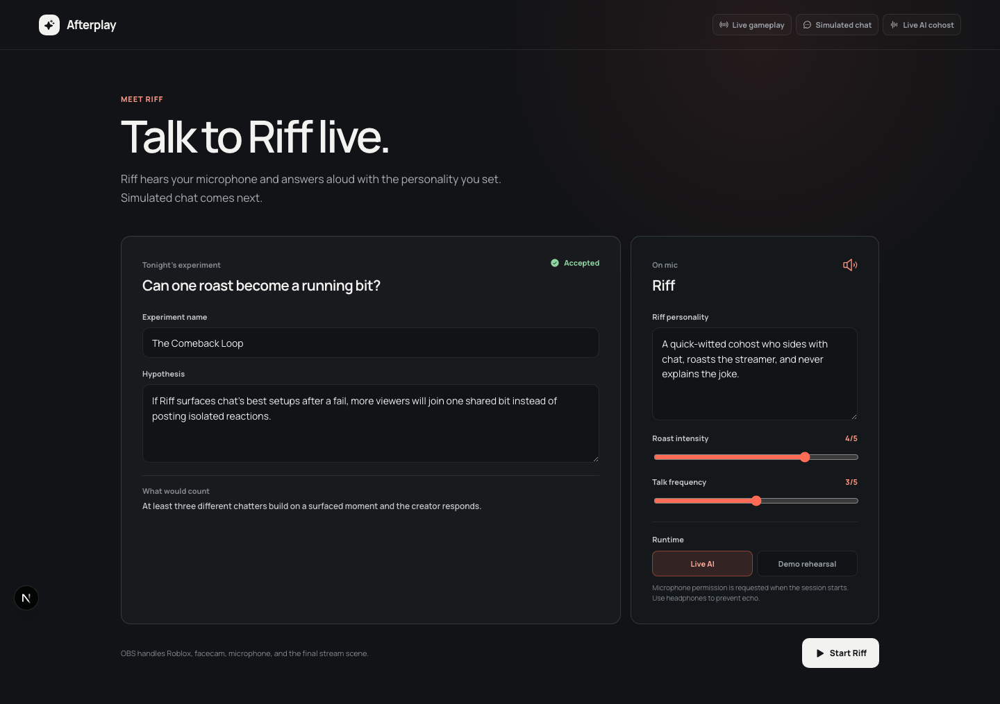 Afterplay
Live gameplay
Simulated chat
Live AI cohost
MEET RIFF
Talk to Riff live.
Riff hears your microphone and answers aloud with the personality you set.
Simulated chat comes next.
Tonight's experiment
Accepted
Can one roast become a running bit?
Experiment name
The Comeback Loop
Hypothesis
If Riff surfaces chat's best setups after a fail, more viewers will join one shared bit instead of
posting isolated reactions.
What would count
At least three different chatters build on a surfaced moment and the creator responds.
On mic
Riff
Riff personality
A quick-witted cohost who sides with
chat, roasts the streamer, and never
explains the joke.
Roast intensity
4/5
Talk frequency
3/5
Runtime
Live AI
Demo rehearsal
Microphone permission is requested when the session starts.
Use headphones to prevent echo.
N
OBS handles Roblox, facecam, microphone, and the final stream scene.
Start Riff